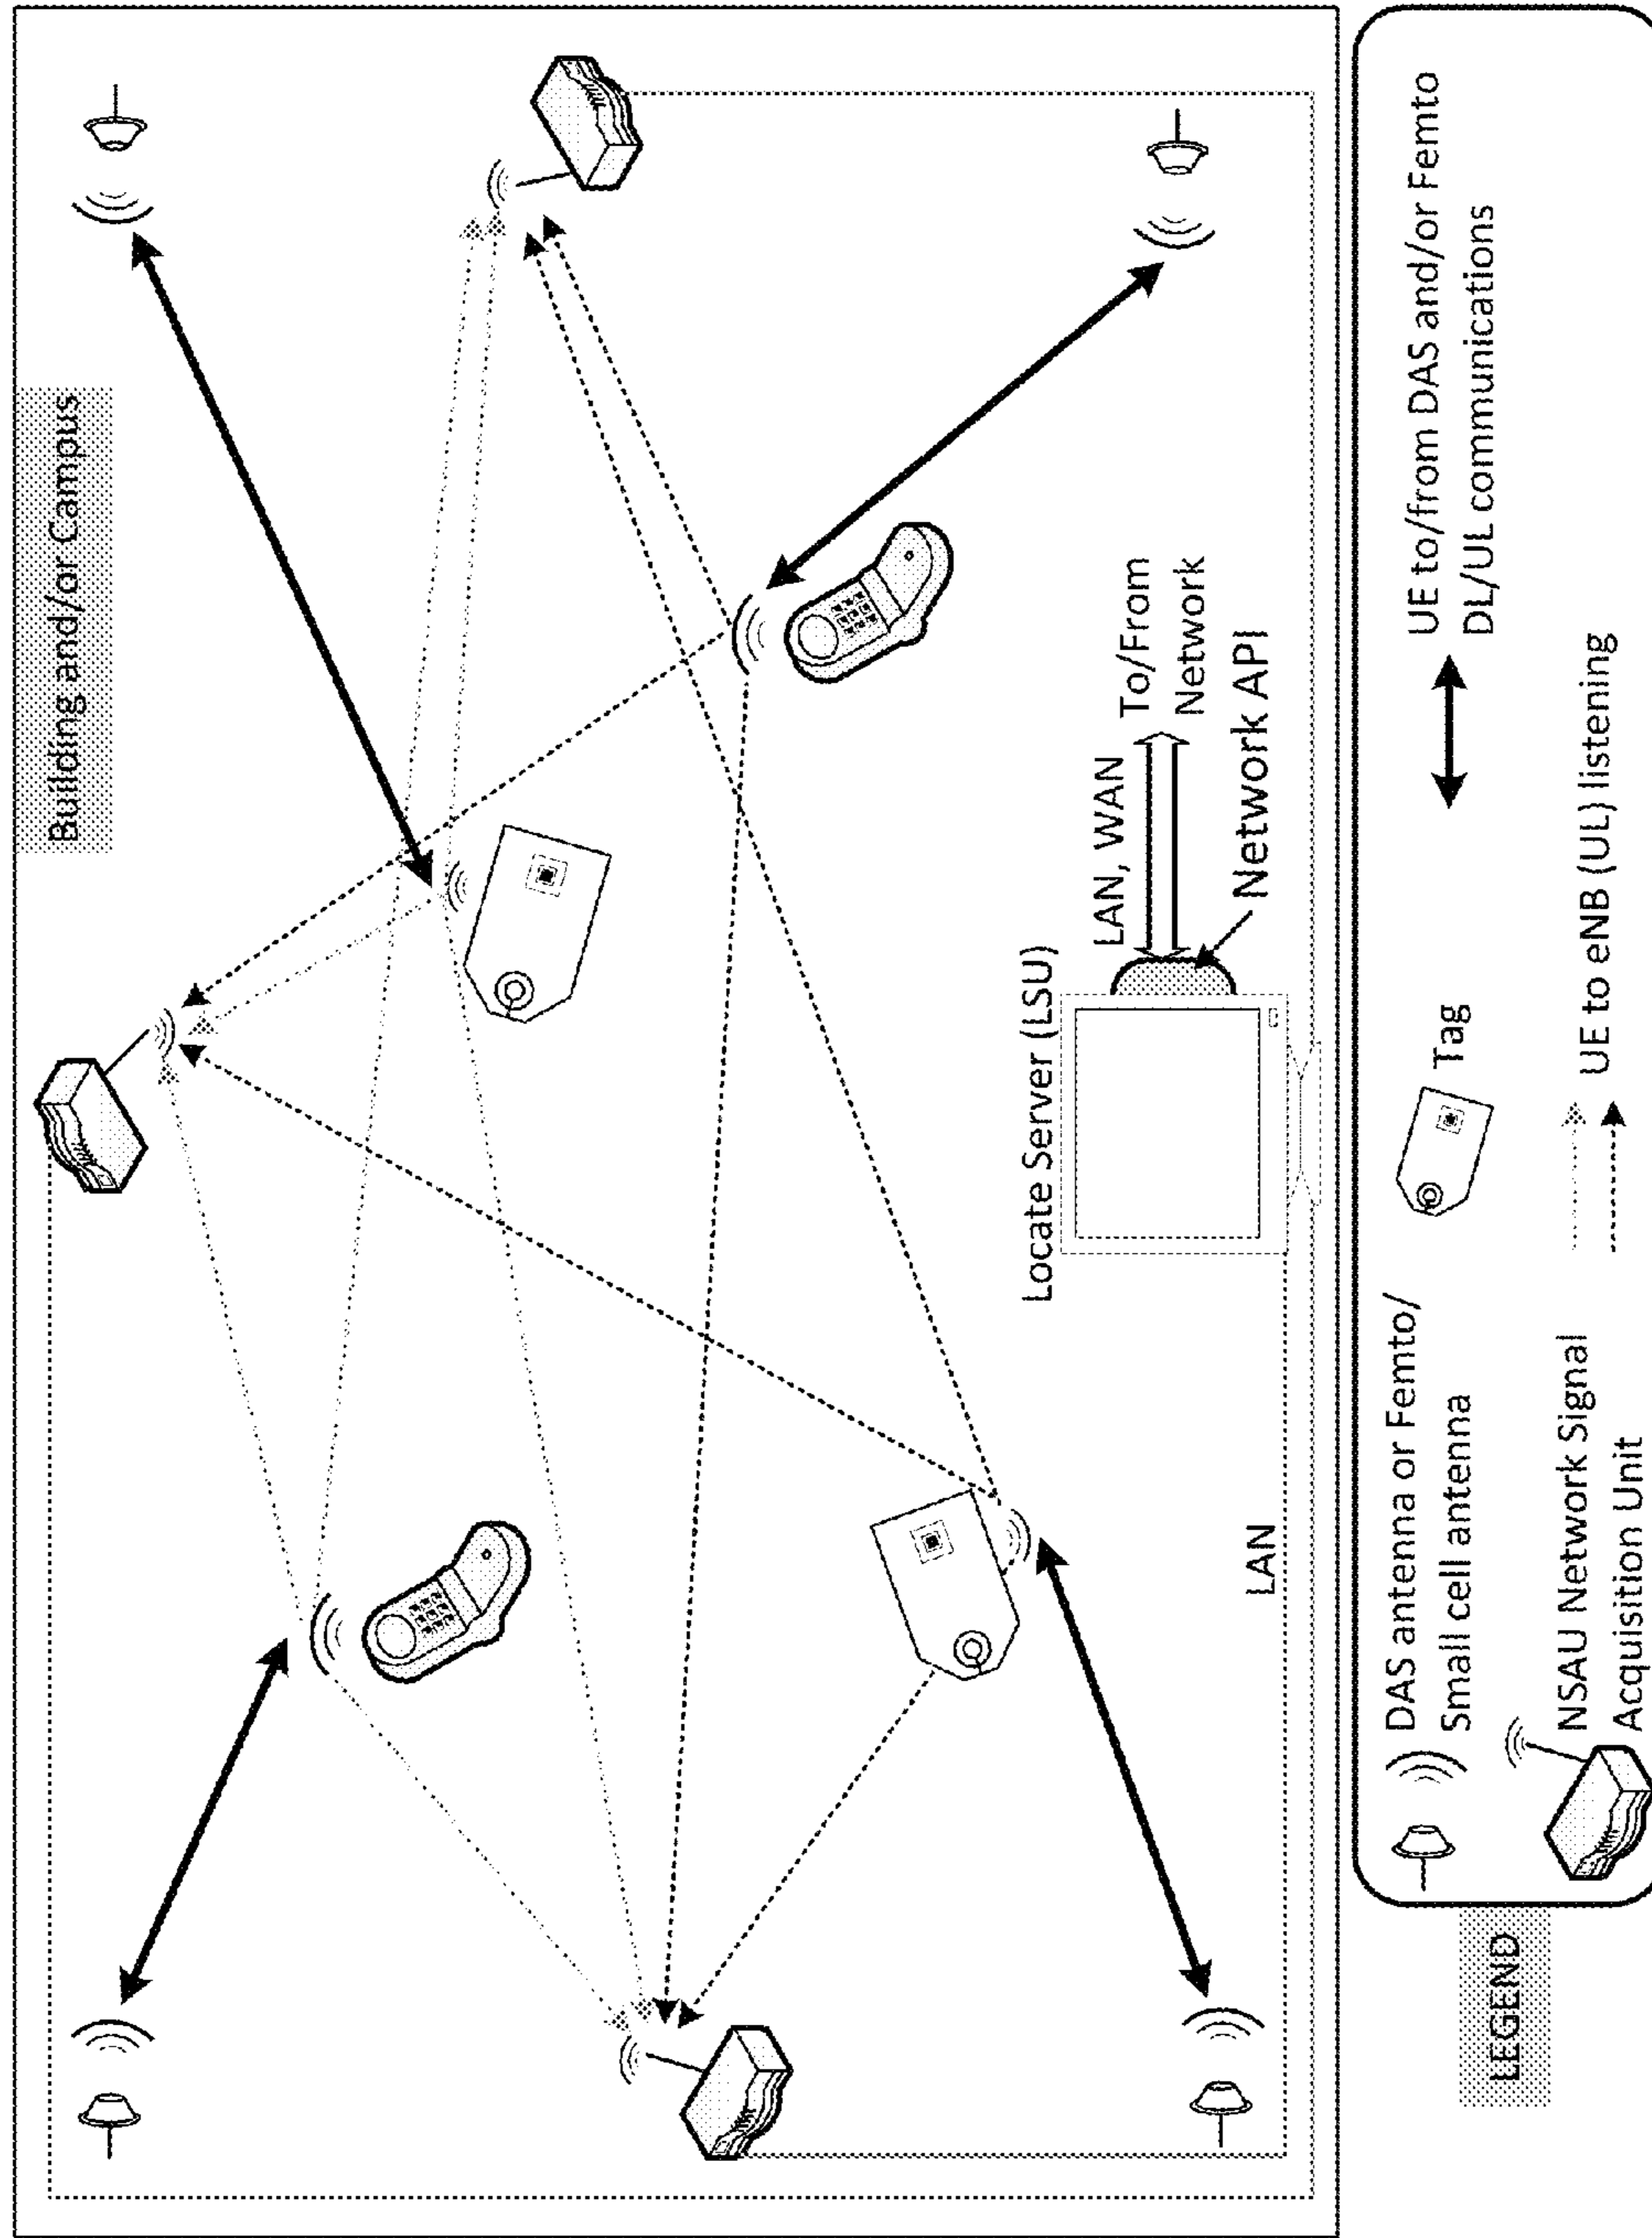 Building and/or Campus
Locate Server (LSU)
LAN, WAN
To/From
Network
Network API
LAN
LEGEND
DAS antenna or Femto/
Small cell antenna
Tag
UE to/from DAS and/or Femto
DL/UL communications
NSAU Network Signal
Acquisition Unit
UE to eNB (UL) listening